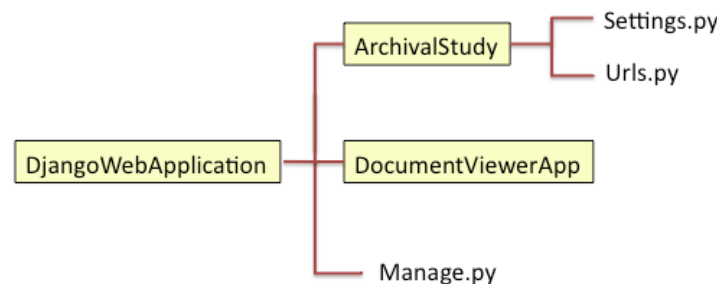 Settings.py
ArchivalStudy
Urls.py
DjangoWebApplication
DocumentViewerApp
Manage.py